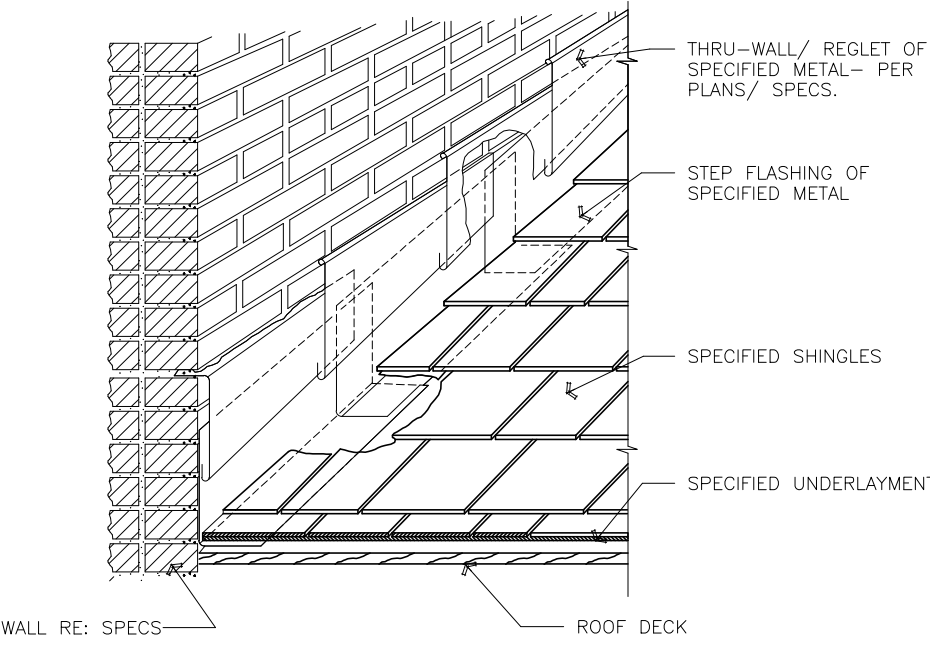 THRU-WALL/ REGLET OF
SPECIFIED METAL- PER
PLANS/ SPECS.
STEP FLASHING OF
SPECIFIED METAL
SPECIFIED SHINGLES
SPECIFIED UNDERLAYMENT
WALL RE: SPECS
ROOF DECK